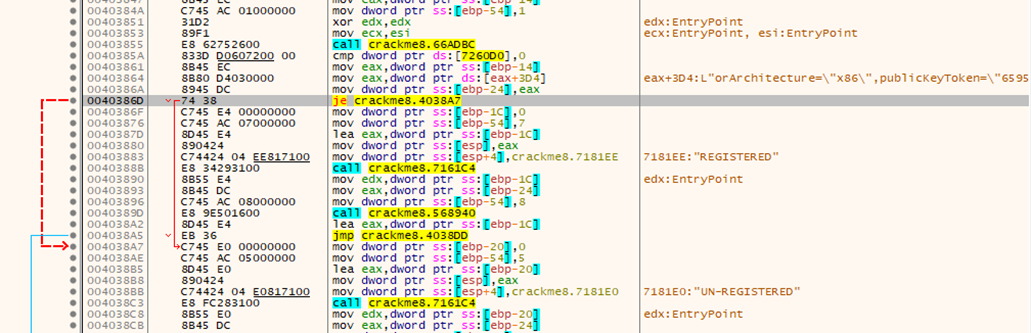 0040384A C745 AC 01000000 mov dword ptr ss:[ebp-54],1
00403851 31D2 xor edx,edx edx:EntryPoint
00403853 89F1 mov ecx,esi ecx:EntryPoint, esi:EntryPoint
00403855 E8 62752600 call crackme8.66ADBC
0040385A 833D D0607200 00 cmp dword ptr ds:[7260D0],0
00403861 8B45 EC mov eax,dword ptr ss:[ebp-14]
00403864 8B80 D4030000 mov eax,dword ptr ds:[eax+3D4] eax+3D4:L"orArchitecture=\"x86\",publicKeyToken=\"6595
0040386A 8945 DC mov dword ptr ss:[ebp-24],eax
0040386D 74 38 je crackme8.4038A7
0040386F C745 E4 00000000 mov dword ptr ss:[ebp-1C],0
00403876 C745 AC 07000000 mov dword ptr ss:[ebp-54],7
0040387D 8D45 E4 lea eax,dword ptr ss:[ebp-1C]
00403880 890424 mov dword ptr ss:[esp],eax
00403883 C74424 04 EE817100 mov dword ptr ss:[esp+4],crackme8.7181EE 7181EE:"REGISTERED"
0040388B E8 34293100 call crackme8.7161C4
00403890 8B55 E4 mov edx,dword ptr ss:[ebp-1C] edx:EntryPoint
00403893 8B45 DC mov eax,dword ptr ss:[ebp-24]
00403896 C745 AC 08000000 mov dword ptr ss:[ebp-54],8
0040389D E8 9E501600 call crackme8.568940
004038A2 8D45 E4 lea eax,dword ptr ss:[ebp-1C]
004038A5 EB 36 jmp crackme8.4038DD
004038A7 C745 E0 00000000 mov dword ptr ss:[ebp-20],0
004038AE C745 AC 05000000 mov dword ptr ss:[ebp-54],5
004038B5 8D45 E0 lea eax,dword ptr ss:[ebp-20]
004038B8 890424 mov dword ptr ss:[esp],eax
004038BB C74424 04 E0817100 mov dword ptr ss:[esp+4],crackme8.7181E0 7181E0:"UN-REGISTERED"
004038C3 E8 FC283100 call crackme8.7161C4
004038C8 8B55 E0 mov edx,dword ptr ss:[ebp-20] edx:EntryPoint
004038CB 8B45 DC mov eax,dword ptr ss:[ebp-24]